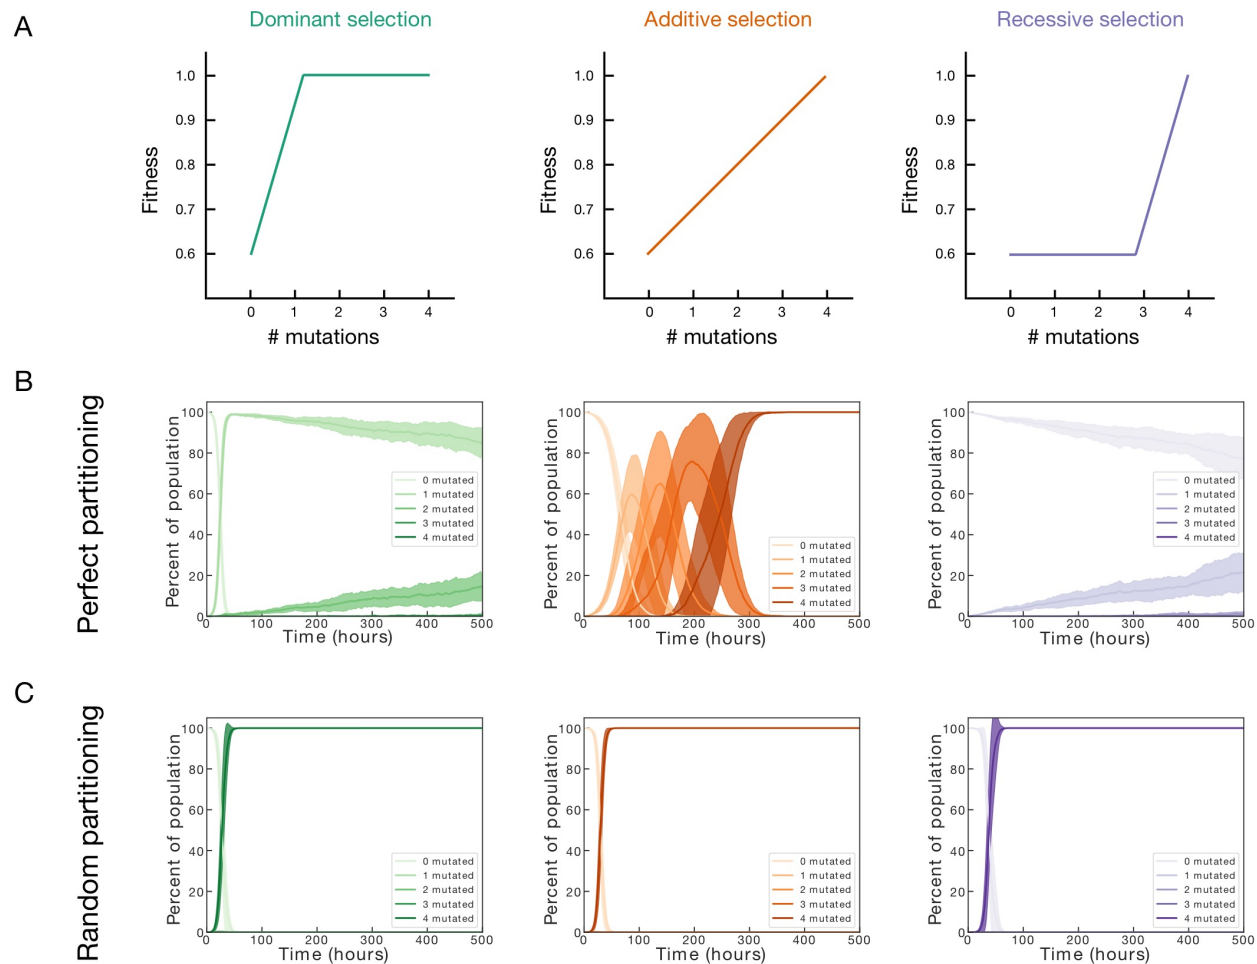 A
Dominant selection
Additive selection
Recessive selection
Fitness
1.0
0.9
0.8
0.7
0.6
0 1 2 3 4
# mutations
Fitness
1.0
0.9
0.8
0.7
0.6
0 1 2 3 4
# mutations
Fitness
1.0
0.9
0.8
0.7
0.6
0 1 2 3 4
# mutations
B
Perfect partitioning
Percent of population
100
80
60
40
20
0
0 mutated
1 mutated
2 mutated
3 mutated
4 mutated
0 100 200 300 400 500
Time (hours)
Percent of population
100
80
60
40
20
0
0 mutated
1 mutated
2 mutated
3 mutated
4 mutated
0 100 200 300 400 500
Time (hours)
Percent of population
100
80
60
40
20
0
0 mutated
1 mutated
2 mutated
3 mutated
4 mutated
0 100 200 300 400 500
Time (hours)
C
Random partitioning
Percent of population
100
80
60
40
20
0
0 mutated
1 mutated
2 mutated
3 mutated
4 mutated
0 100 200 300 400 500
Time (hours)
Percent of population
100
80
60
40
20
0
0 mutated
1 mutated
2 mutated
3 mutated
4 mutated
0 100 200 300 400 500
Time (hours)
Percent of population
100
80
60
40
20
0
0 mutated
1 mutated
2 mutated
3 mutated
4 mutated
0 100 200 300 400 500
Time (hours)